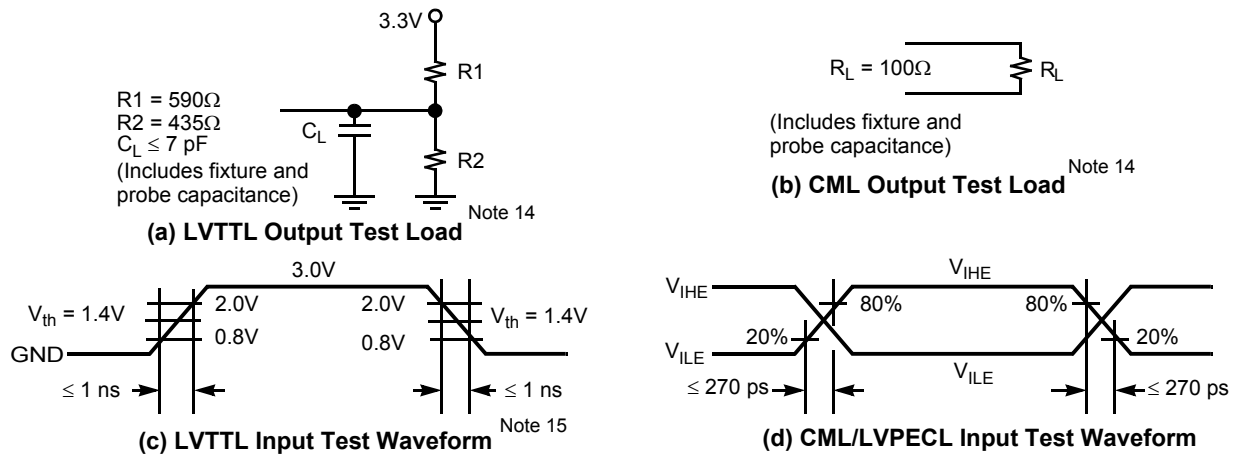 3.3V
R1
R1 = 590Ω
R2 = 435Ω
C_L ≤ 7 pF
(Includes fixture and
probe capacitance)
C_L
R2
Note 14
(a) LVTTL Output Test Load
R_L = 100Ω
R_L
(Includes fixture and
probe capacitance)
Note 14
(b) CML Output Test Load
3.0V
V_th = 1.4V
2.0V
0.8V
2.0V
0.8V
V_th = 1.4V
GND
≤ 1 ns
≤ 1 ns
Note 15
(c) LVTTL Input Test Waveform
V_IHE
V_IHE
80%
80%
20%
20%
V_ILE
V_ILE
≤ 270 ps
≤ 270 ps
(d) CML/LVPECL Input Test Waveform